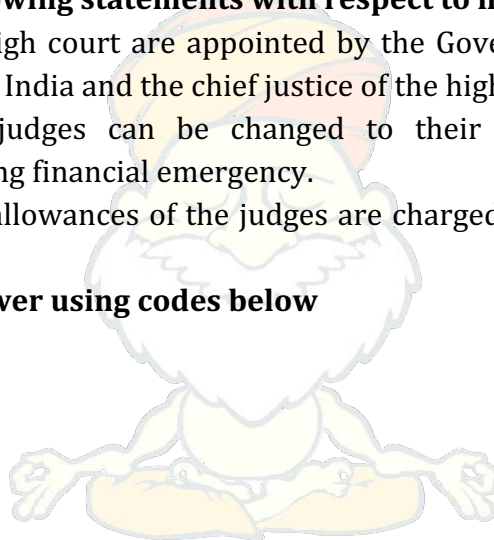 wing statements with respect to
igh court are appointed by the Gove
India and the chief justice of the high
judges can be changed to their
ng financial emergency.
allowances of the judges are charged
ver using codes below